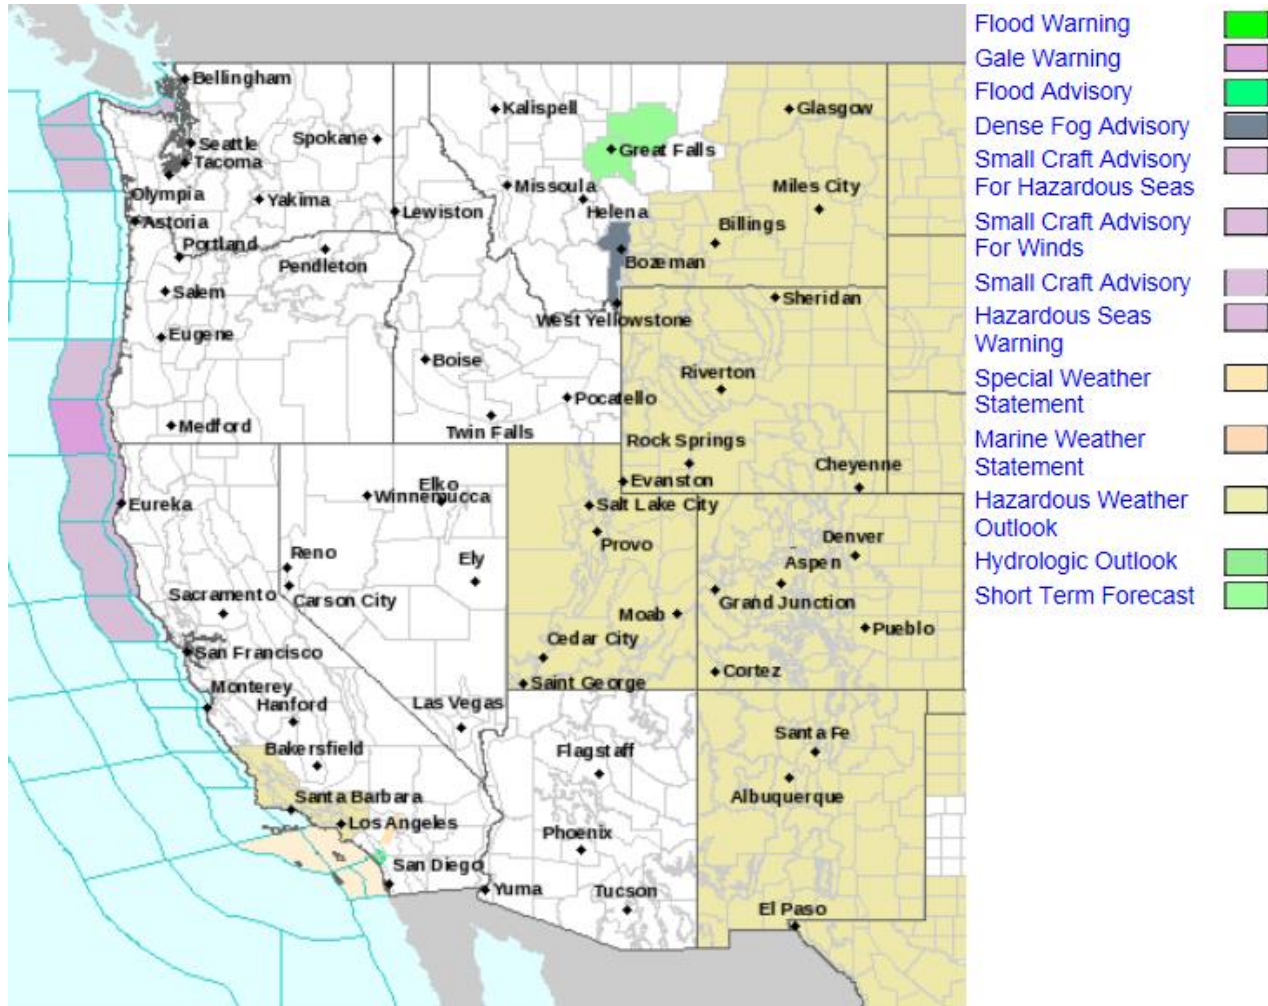 Bellingham
Kalispell
Glasgow
Spokane
Seattle
Tacoma
Great Falls
Olympia
Missoula
Miles City
Yakima
Lewiston
Helena
Astoria
Billings
Portland
Pendleton
Bozeman
Salem
Sheridan
West Yellowstone
Eugene
Boise
Riverton
Pocatello
Medford
Twin Falls
Rock Springs
Cheyenne
Evanston
Elko
Winnemucca
Eureka
Salt Lake City
Provo
Denver
Reno
Ely
Aspen
Sacramento
Carson City
Grand Junction
Moab
Pueblo
Cedar City
San Francisco
Cortez
Saint George
Monterey
Hanford
Las Vegas
Santa Fe
Bakersfield
Flagstaff
Albuquerque
Santa Barbara
Los Angeles
Phoenix
San Diego
Yuma
Tucson
El Paso
Flood Warning
Gale Warning
Flood Advisory
Dense Fog Advisory
Small Craft Advisory
For Hazardous Seas
Small Craft Advisory
For Winds
Small Craft Advisory
Hazardous Seas
Warning
Special Weather
Statement
Marine Weather
Statement
Hazardous Weather
Outlook
Hydrologic Outlook
Short Term Forecast